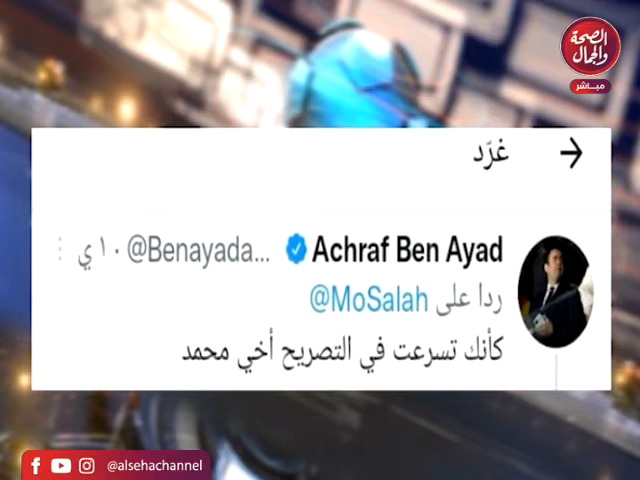 الصحة
والجمال
مباشر
غرّد
Achraf Ben Ayad @Benayada... ١٠ ي
ردا على @MoSalah
كأنك تسرعت في التصريح أخي محمد
@alsehachannel